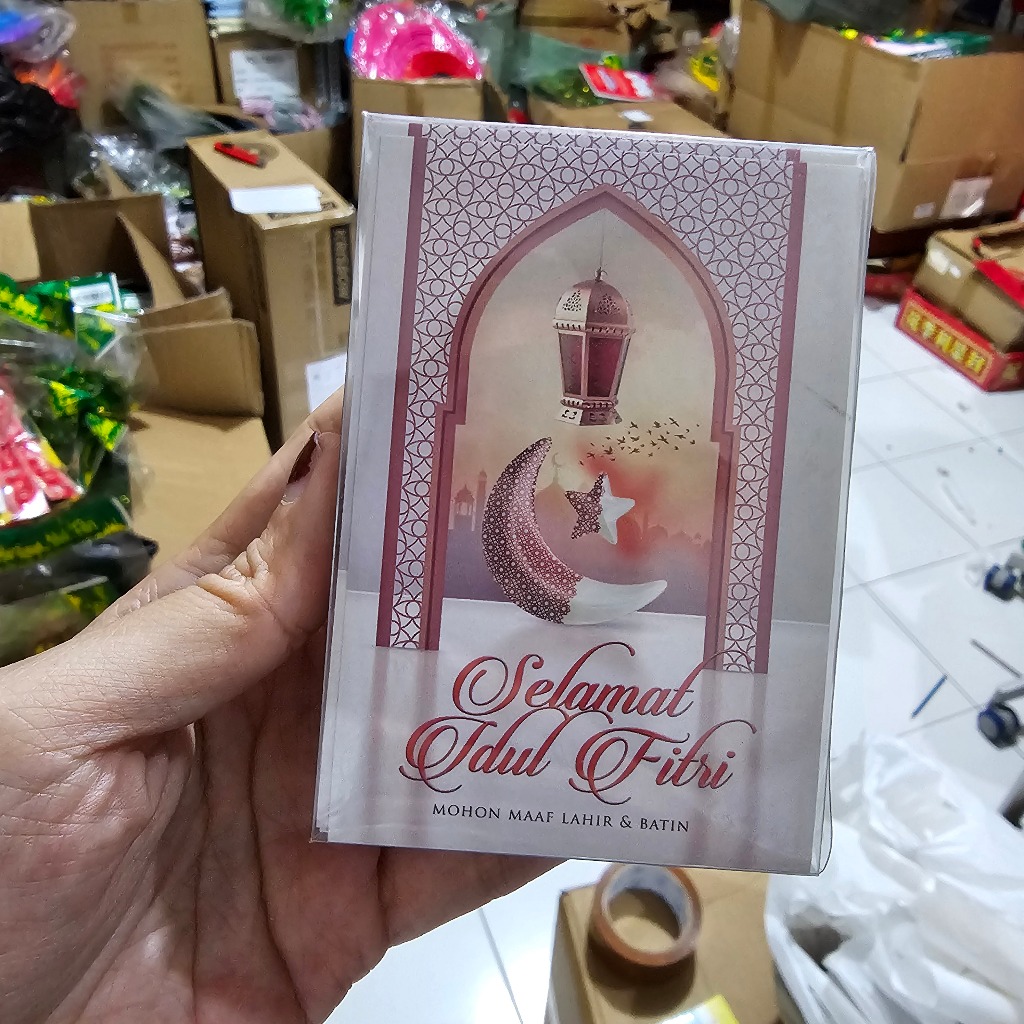 Selamat
Idul Fitri
MOHON MAAF LAHIR & BATIN